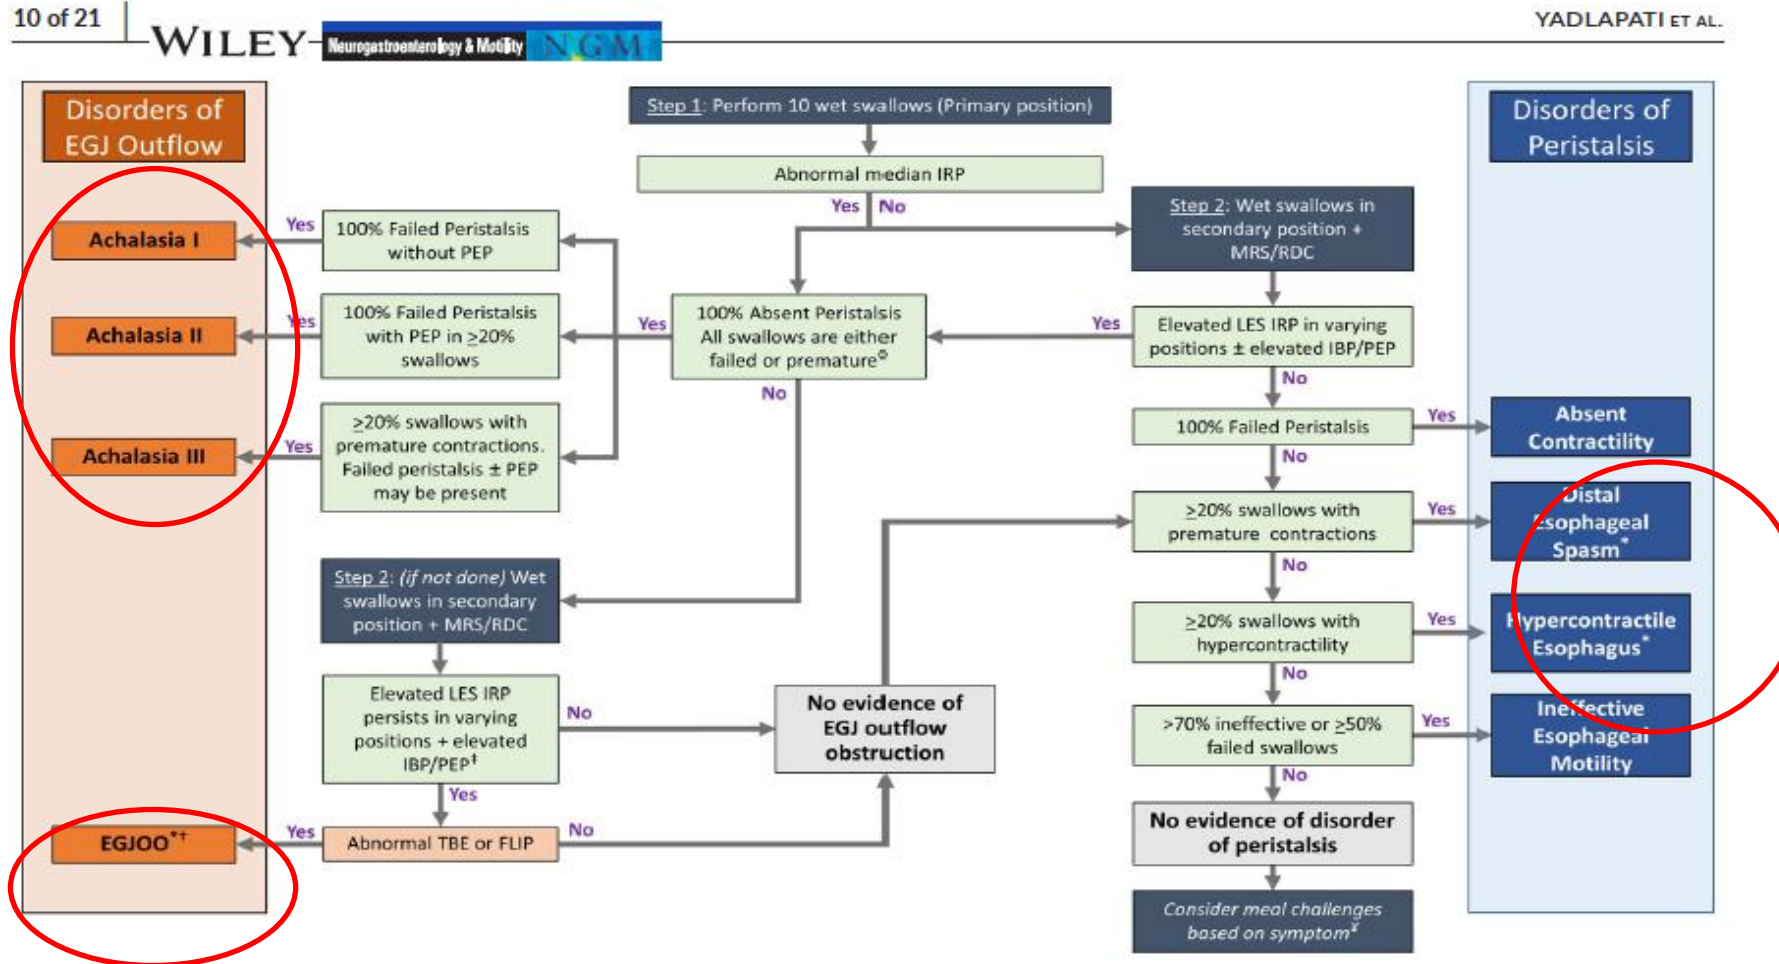 10 of 21
WILEY
Neurogastroenterology & Motility
NGM
YADLAPATI ET AL.
Disorders of
EGJ Outflow
Step 1: Perform 10 wet swallows (Primary position)
Disorders of
Peristalsis
Abnormal median IRP
Yes
No
Step 2: Wet swallows in
secondary position +
MRS/RDC
Achalasia I
Yes
100% Failed Peristalsis
without PEP
Achalasia II
Yes
100% Failed Peristalsis
with PEP in ≥20%
swallows
Yes
100% Absent Peristalsis
All swallows are either
failed or premature
Yes
Elevated LES IRP in varying
positions ± elevated IBP/PEP
No
No
Achalasia III
Yes
≥20% swallows with
premature contractions.
Failed peristalsis ± PEP
may be present
100% Failed Peristalsis
Yes
Absent
Contractility
No
≥20% swallows with
premature contractions
Yes
Distal
Esophageal
Spasm*
No
Step 2: (if not done) Wet
swallows in secondary
position + MRS/RDC
≥20% swallows with
hypercontractility
Yes
Hypercontractile
Esophagus*
No
Elevated LES IRP
persists in varying
positions + elevated
IBP/PEP‡
No
No evidence of
EGJ outflow
obstruction
>70% ineffective or ≥50%
failed swallows
Yes
Ineffective
Esophageal
Motility
No
Yes
EGJOO*†
Yes
Abnormal TBE or FLIP
No
No evidence of disorder
of peristalsis
Consider meal challenges
based on symptom¥